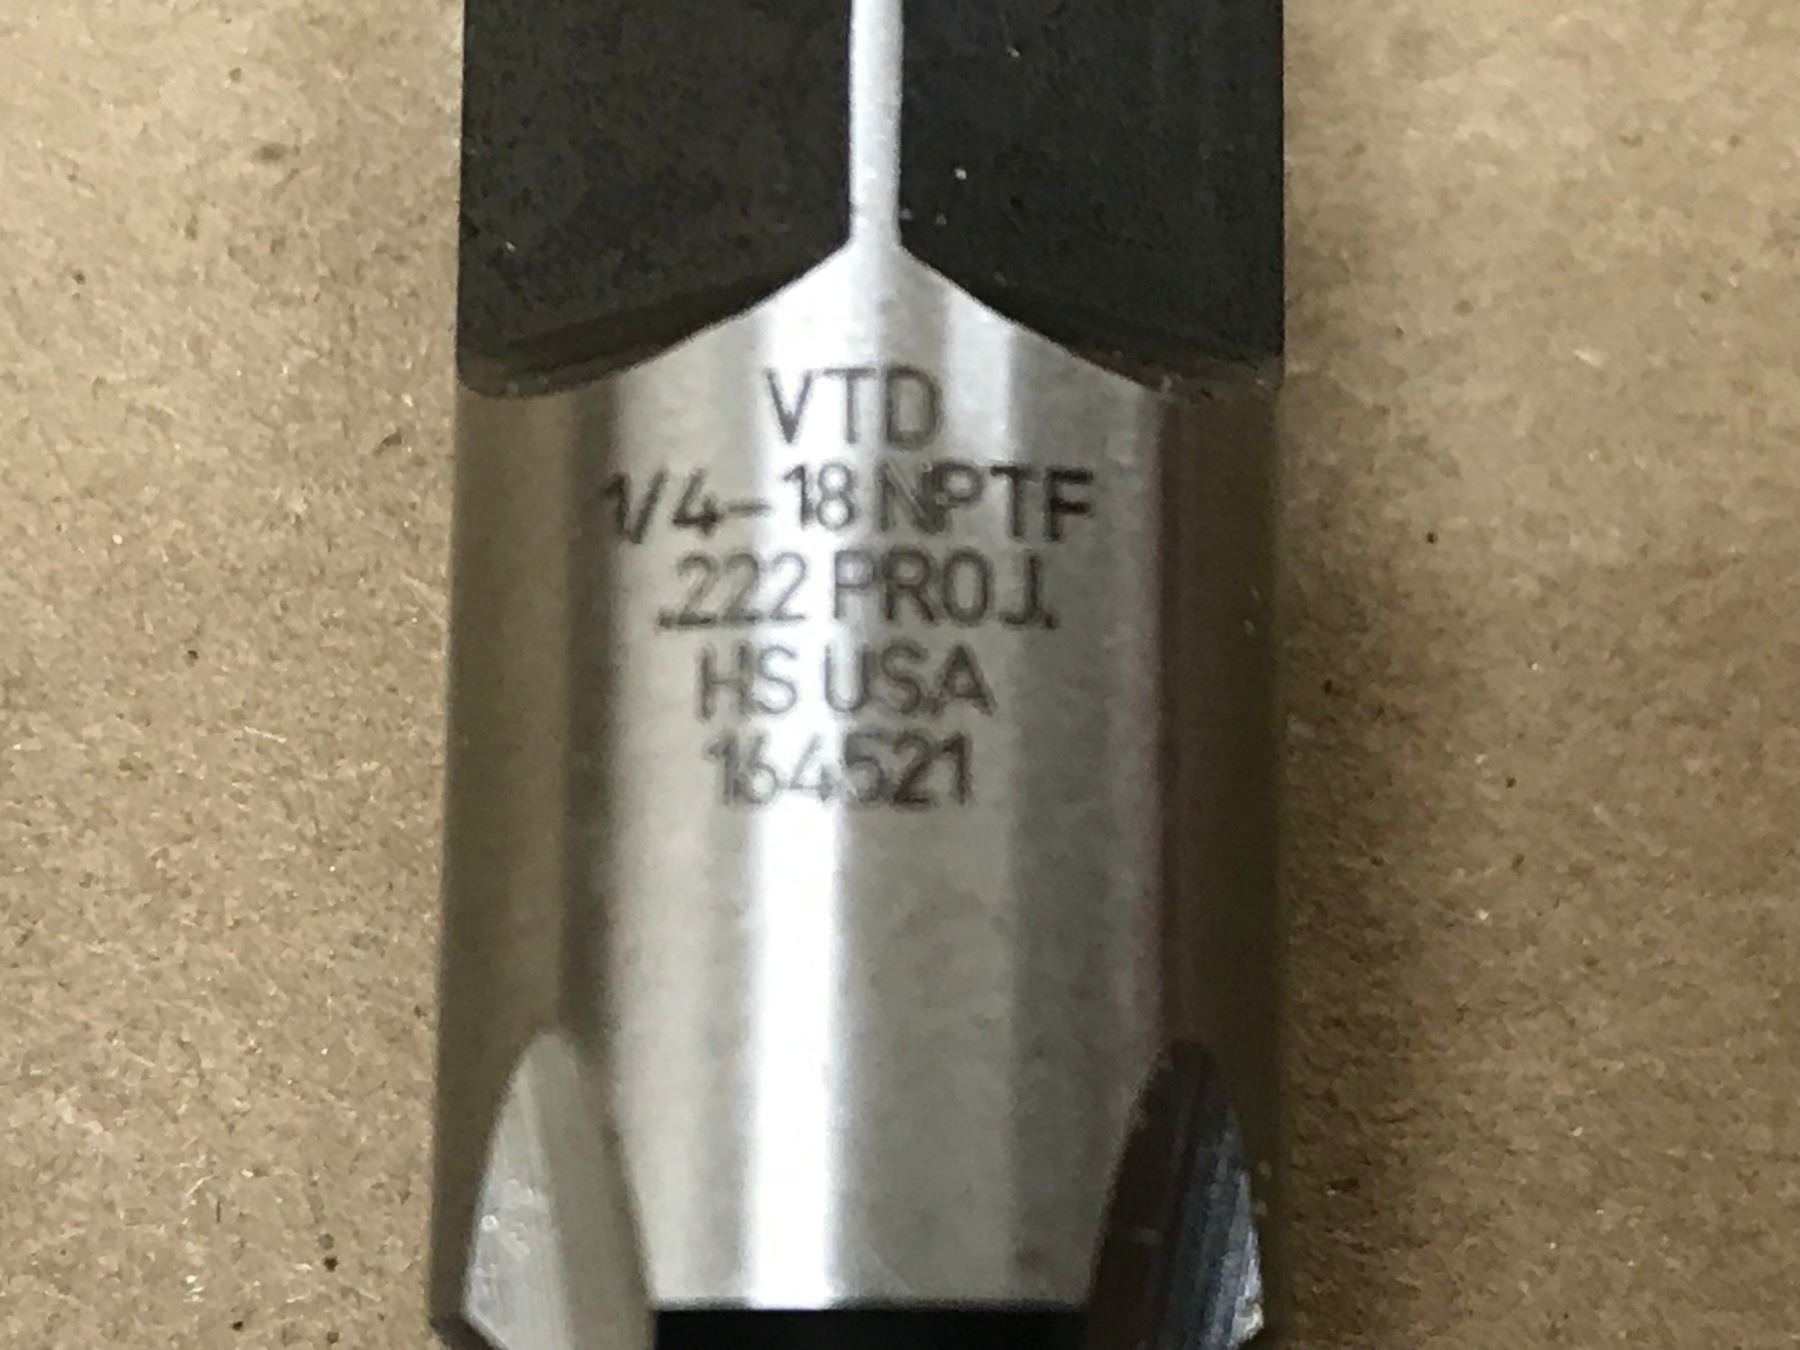 VTD
1/4-18 NPTF
.222 PROJ.
HS USA
164521